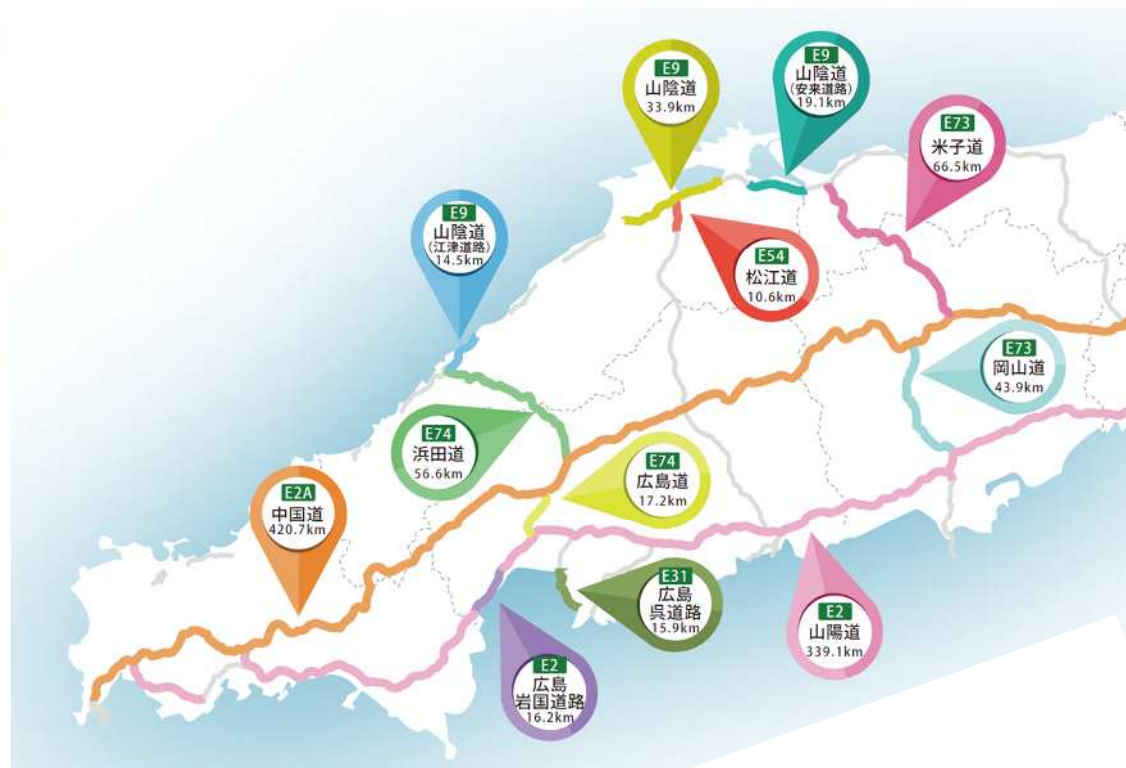 E9
山陰道
33.9km
E9
山陰道
(安来道路)
19.1km
E73
米子道
66.5km
E9
山陰道
(江津道路)
14.5km
E54
松江道
10.6km
E73
岡山道
43.9km
E74
浜田道
56.6km
E74
広島道
17.2km
E2A
中国道
420.7km
E31
広島
呉道路
15.9km
E2
山陽道
339.1km
E2
広島
岩国道路
16.2km